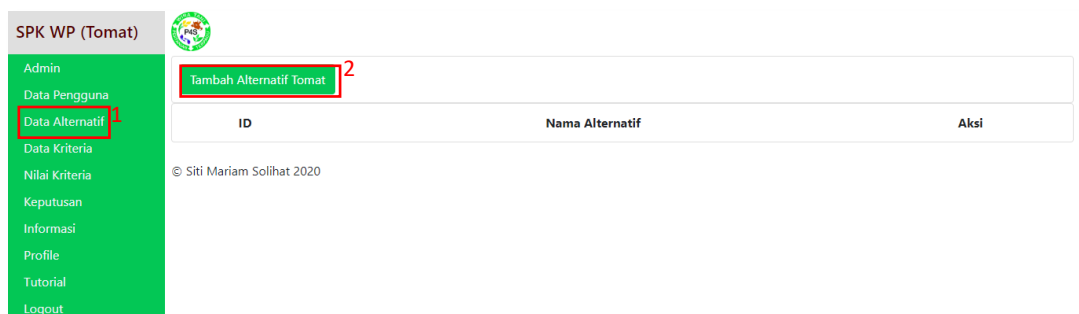 SPK WP (Tomat)
P4S
Admin
Data Pengguna
Data Alternatif 1
Data Kriteria
Nilai Kriteria
Keputusan
Informasi
Profile
Tutorial
Logout
Tambah Alternatif Tomat 2
ID Nama Alternatif Aksi
© Siti Mariam Solihat 2020